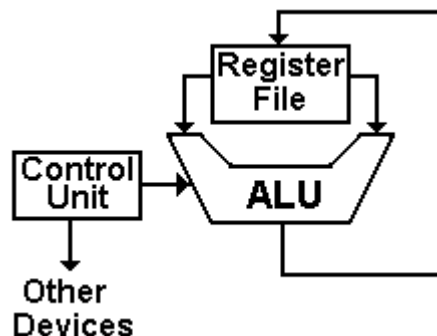 Register
File
Control
Unit
ALU
Other
Devices